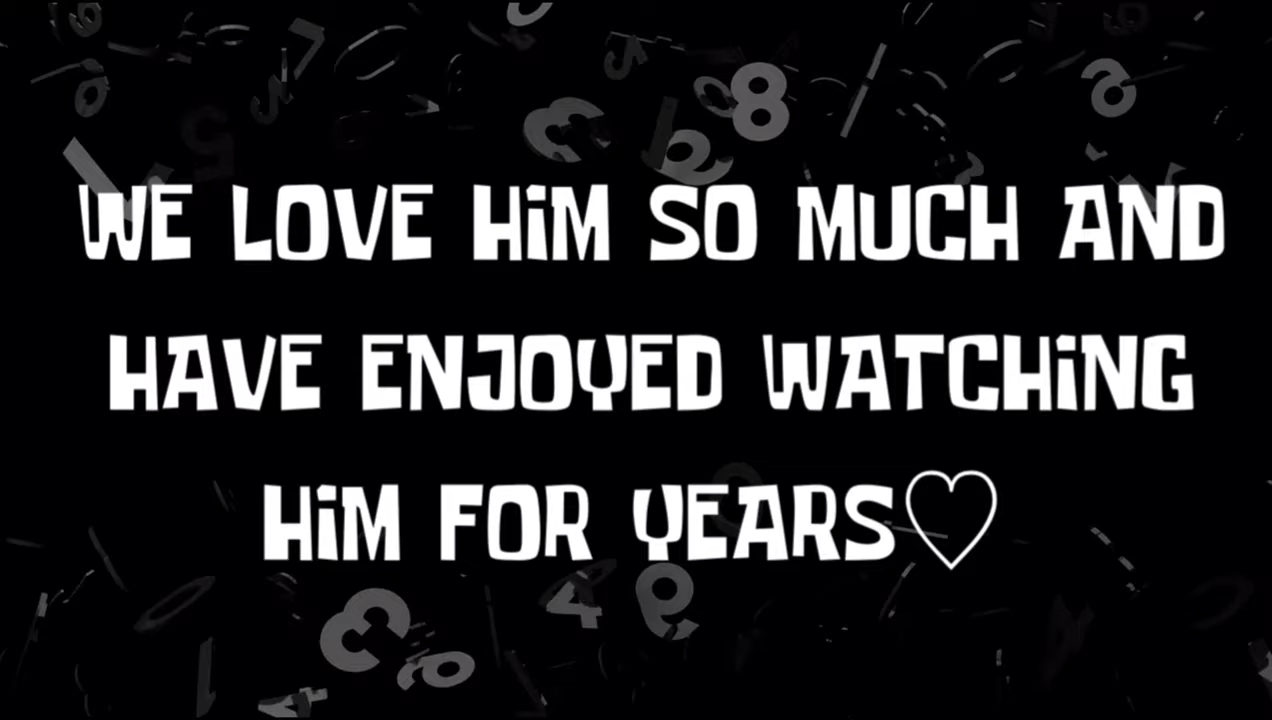 WE LOVE HiM SO MUCH AND
HAVE ENJOYED WATCHiNG
HiM FOR YEARS♡